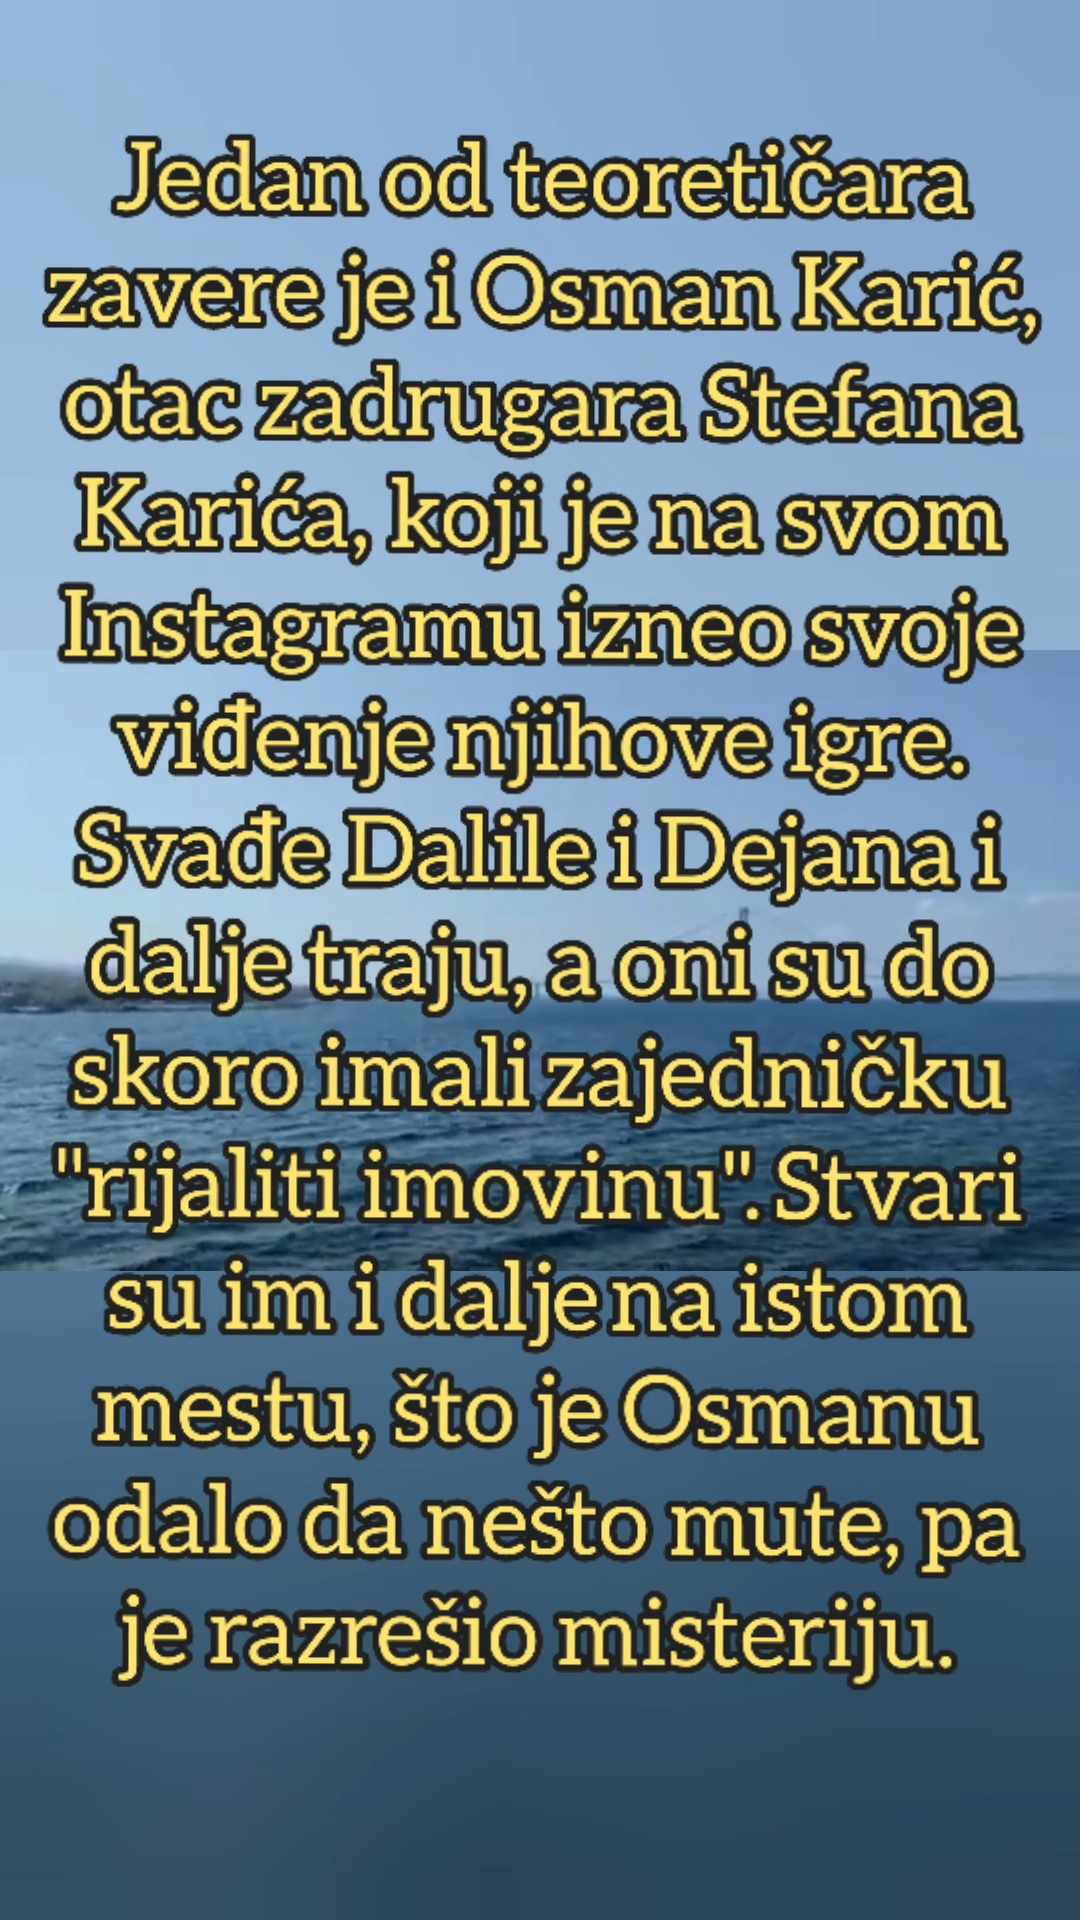 Jedan od teoretičara
zavere je i Osman Karić,
otac zadrugara Stefana
Karića, koji je na svom
Instagramu izneo svoje
viđenje njihove igre.
Svađe Dalile i Dejana i
dalje traju, a oni su do
skoro imali zajedničku
"rijaliti imovinu". Stvari
su im i dalje na istom
mestu, što je Osmanu
odalo da nešto mute, pa
je razrešio misteriju.